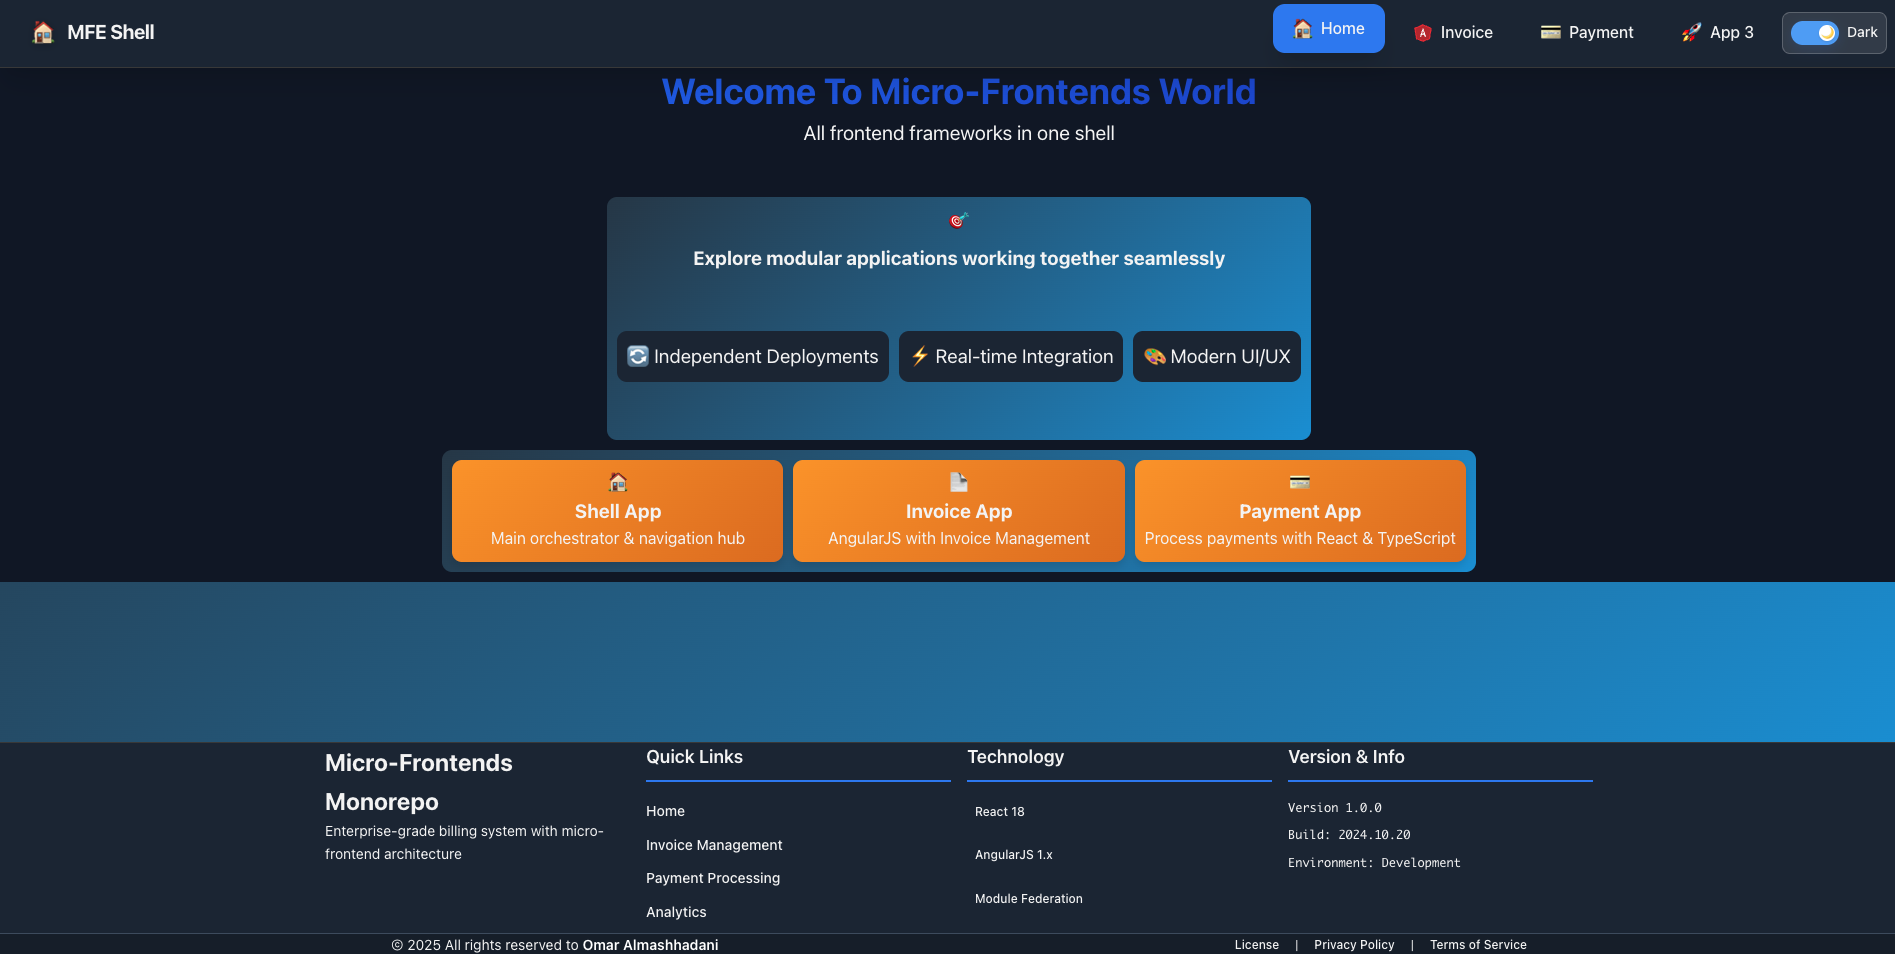 MFE Shell
Home
Invoice
Payment
App 3
Dark
Welcome To Micro-Frontends World
All frontend frameworks in one shell
Explore modular applications working together seamlessly
Independent Deployments
Real-time Integration
Modern UI/UX
Shell App
Main orchestrator & navigation hub
Invoice App
AngularJS with Invoice Management
Payment App
Process payments with React & TypeScript
Micro-Frontends
Monorepo
Enterprise-grade billing system with micro-
frontend architecture
Quick Links
Home
Invoice Management
Payment Processing
Analytics
Technology
React 18
AngularJS 1.x
Module Federation
Version & Info
Version 1.0.0
Build: 2024.10.20
Environment: Development
© 2025 All rights reserved to Omar Almashhadani
License | Privacy Policy | Terms of Service